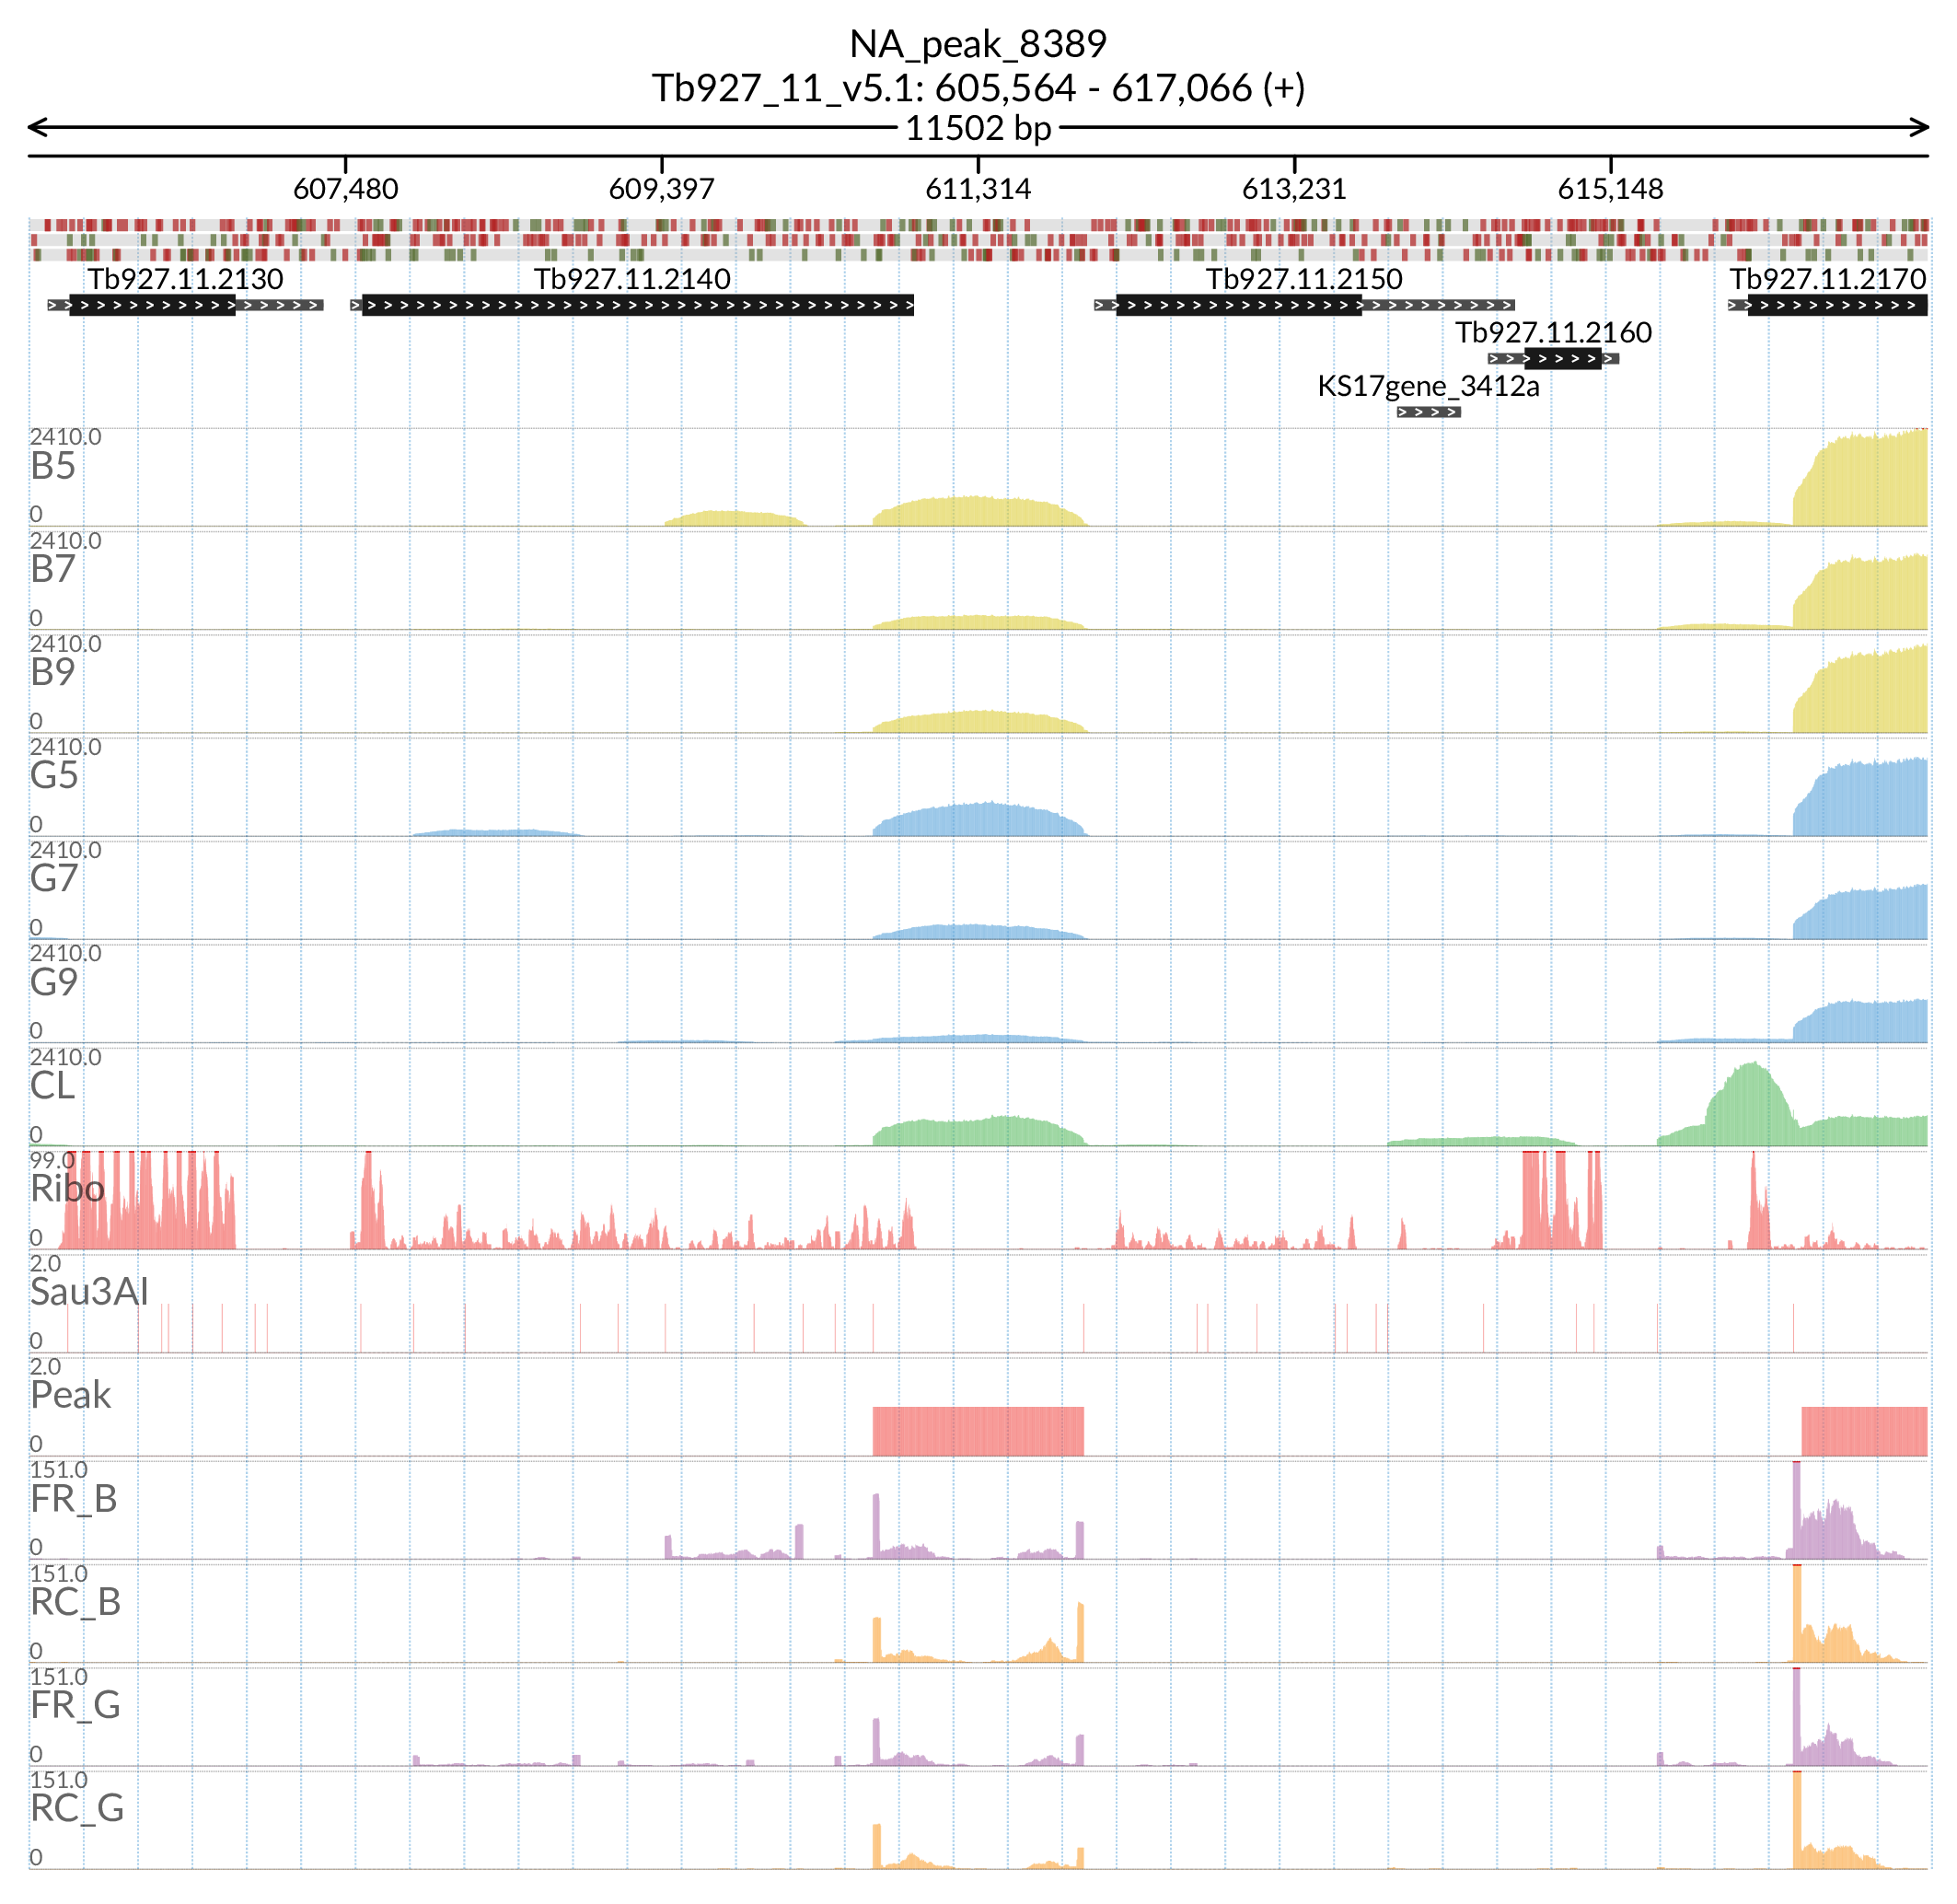 NA_peak_8389
Tb927_11_v5.1: 605,564 - 617,066 (+)
11502 bp
607,480 609,397 611,314 613,231 615,148
Tb927.11.2130 Tb927.11.2140 Tb927.11.2150 Tb927.11.2170
Tb927.11.2160
KS17gene_3412a
2410.0
B5
0
2410.0
B7
0
2410.0
B9
0
2410.0
G5
0
2410.0
G7
0
2410.0
G9
0
2410.0
CL
0
99.0
Ribo
0
2.0
Sau3AI
0
2.0
Peak
0
151.0
FR_B
0
151.0
RC_B
0
151.0
FR_G
0
151.0
RC_G
0